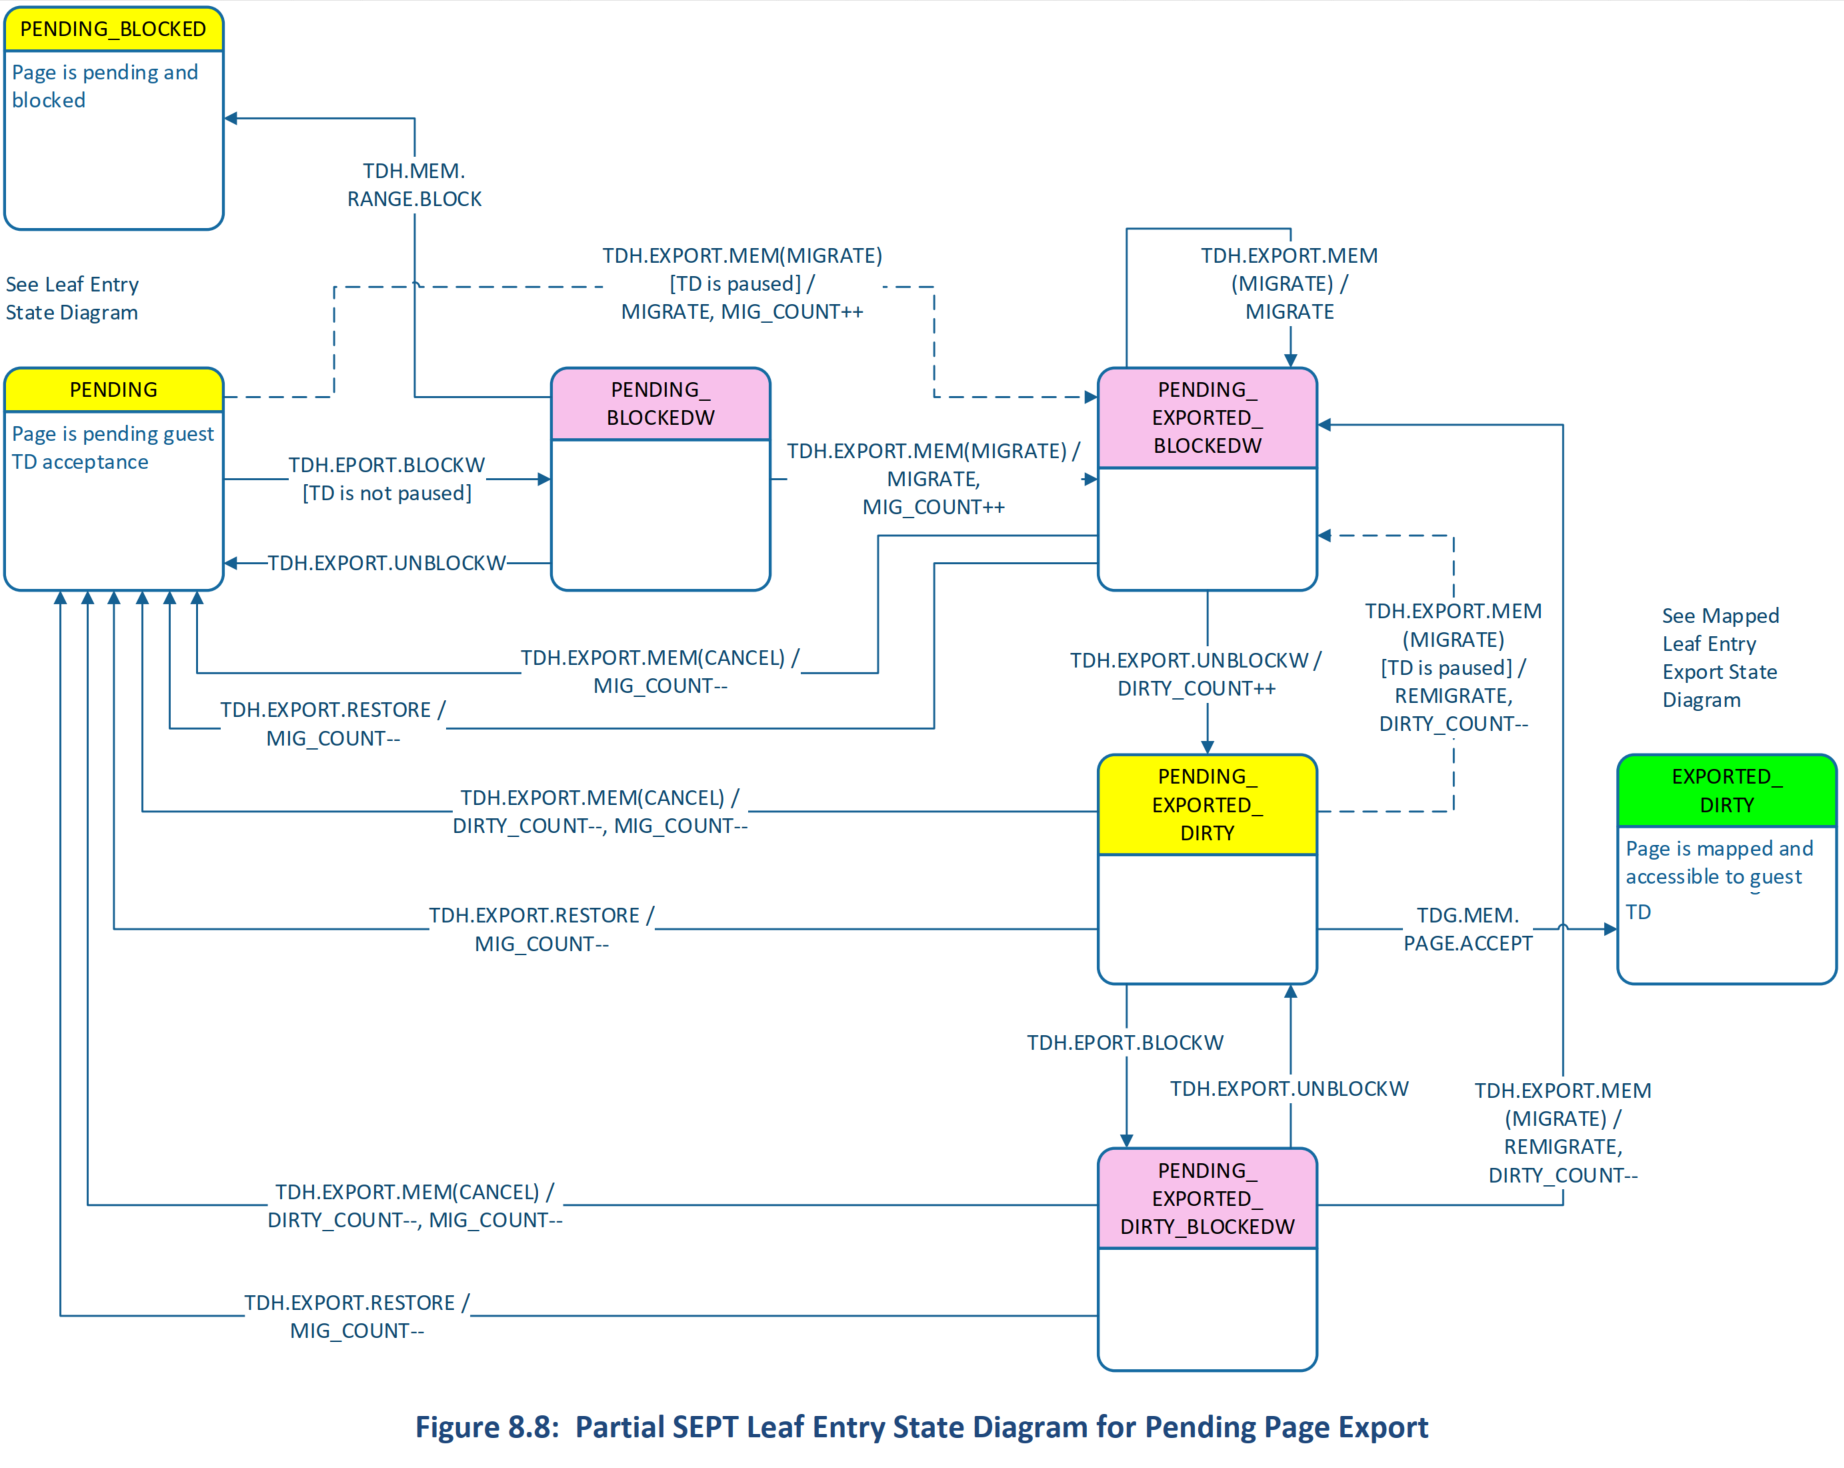 PENDING_BLOCKED
Page is pending and
blocked
TDH.MEM.
RANGE.BLOCK
See Leaf Entry
State Diagram
TDH.EXPORT.MEM(MIGRATE)
[TD is paused] /
MIGRATE, MIG_COUNT++
TDH.EXPORT.MEM
(MIGRATE) /
MIGRATE
PENDING
Page is pending guest
TD acceptance
TDH.EPORT.BLOCKW
[TD is not paused]
TDH.EXPORT.UNBLOCKW
PENDING_
BLOCKEDW
TDH.EXPORT.MEM(MIGRATE) /
MIGRATE,
MIG_COUNT++
PENDING_
EXPORTED_
BLOCKEDW
TDH.EXPORT.MEM(CANCEL) /
MIG_COUNT--
TDH.EXPORT.RESTORE /
MIG_COUNT--
TDH.EXPORT.UNBLOCKW /
DIRTY_COUNT++
TDH.EXPORT.MEM
(MIGRATE)
[TD is paused] /
REMIGRATE,
DIRTY_COUNT--
See Mapped
Leaf Entry
Export State
Diagram
TDH.EXPORT.MEM(CANCEL) /
DIRTY_COUNT--, MIG_COUNT--
PENDING_
EXPORTED_
DIRTY
EXPORTED_
DIRTY
Page is mapped and
accessible to guest
TD
TDH.EXPORT.RESTORE /
MIG_COUNT--
TDG.MEM.
PAGE.ACCEPT
TDH.EPORT.BLOCKW
TDH.EXPORT.UNBLOCKW
TDH.EXPORT.MEM
(MIGRATE) /
REMIGRATE,
DIRTY_COUNT--
TDH.EXPORT.MEM(CANCEL) /
DIRTY_COUNT--, MIG_COUNT--
PENDING_
EXPORTED_
DIRTY_BLOCKEDW
TDH.EXPORT.RESTORE /
MIG_COUNT--
Figure 8.8: Partial SEPT Leaf Entry State Diagram for Pending Page Export